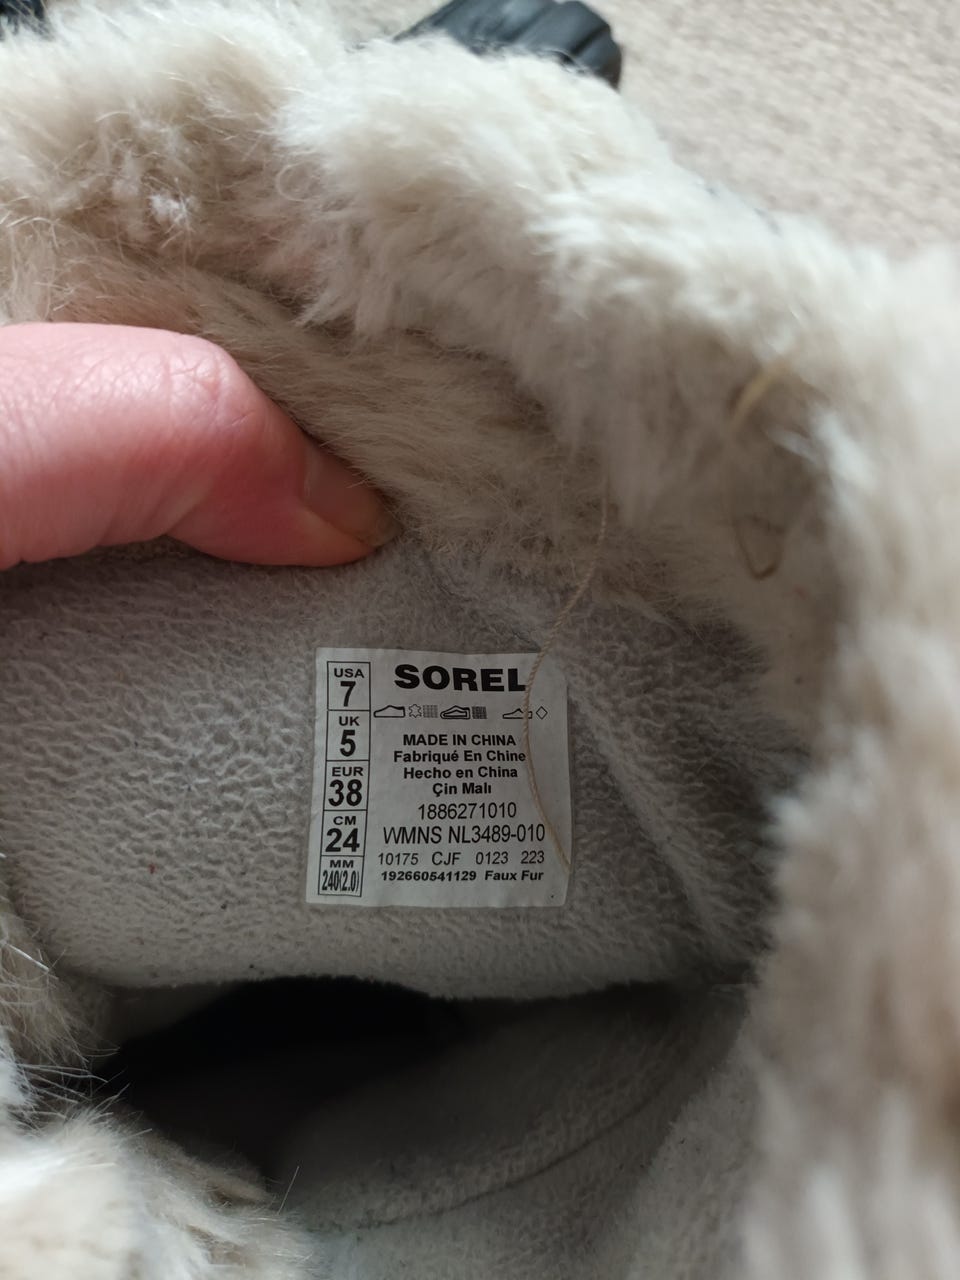 USA
7
UK
5
EUR
38
CM
24
MM
240(2.0)
SOREL
MADE IN CHINA
Fabriqué En Chine
Hecho en China
Çin Malı
1886271010
WMNS NL3489-010
10175 CJF 0123 223
192660541129 Faux Fur